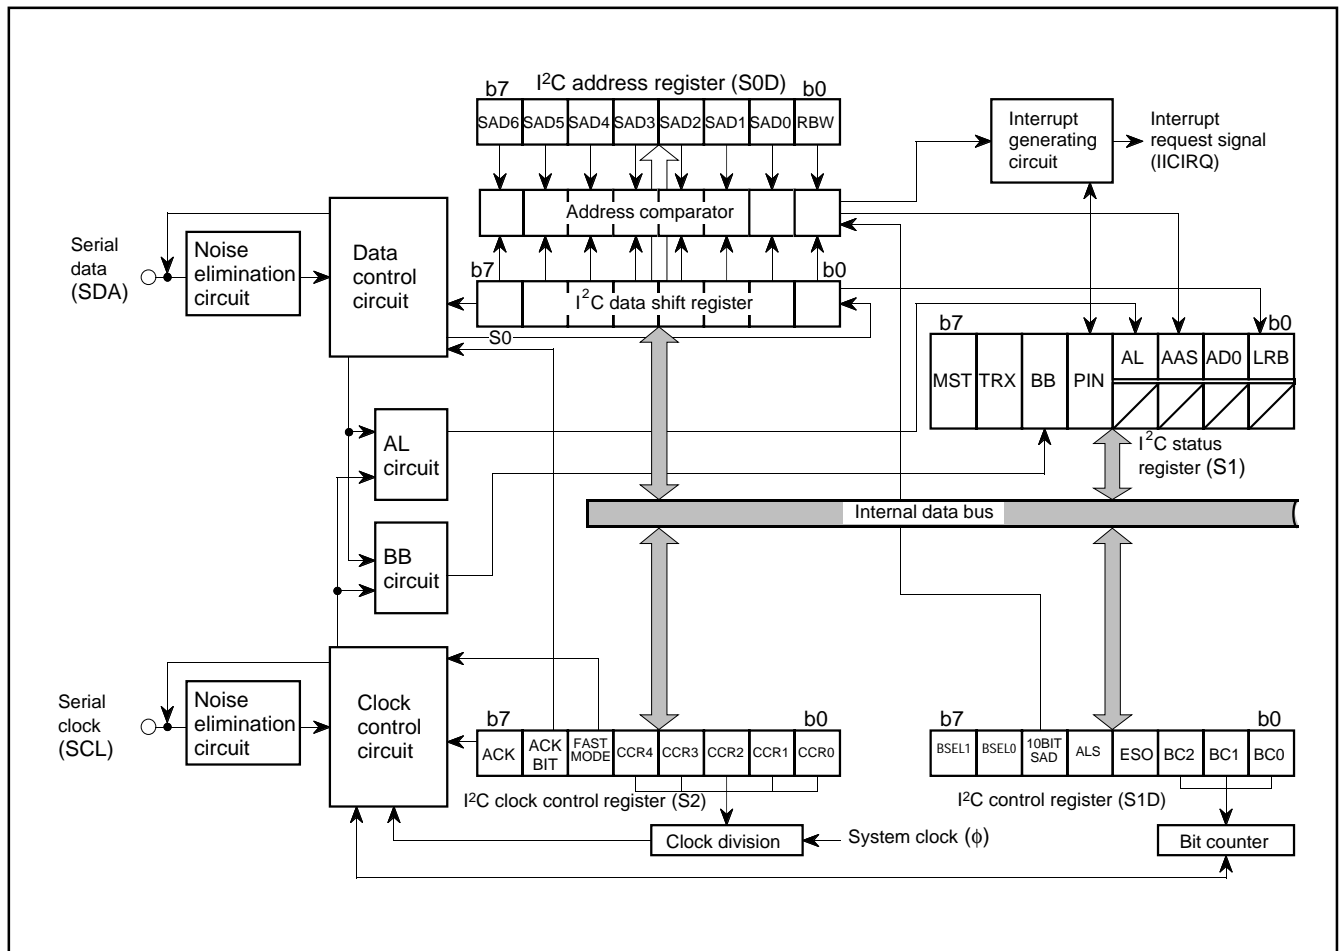 I²C address register (S0D)
b7 b0
SAD6 SAD5 SAD4 SAD3 SAD2 SAD1 SAD0 RBW
Interrupt
generating
circuit
Interrupt
request signal
(IICIRQ)
Address comparator
Serial
data
(SDA)
Noise
elimination
circuit
Data
control
circuit
b7 b0
I²C data shift register
S0
b7 b0
MST TRX BB PIN AL AAS AD0 LRB
I²C status
register (S1)
AL
circuit
Internal data bus
BB
circuit
Serial
clock
(SCL)
Noise
elimination
circuit
Clock
control
circuit
b7 b0
ACK
ACK
BIT
FAST
MODE
CCR4 CCR3 CCR2 CCR1 CCR0
I²C clock control register (S2)
b7 b0
BSEL1 BSEL0
10BIT
SAD
ALS ESO BC2 BC1 BC0
I²C control register (S1D)
Clock division
System clock (ϕ)
Bit counter